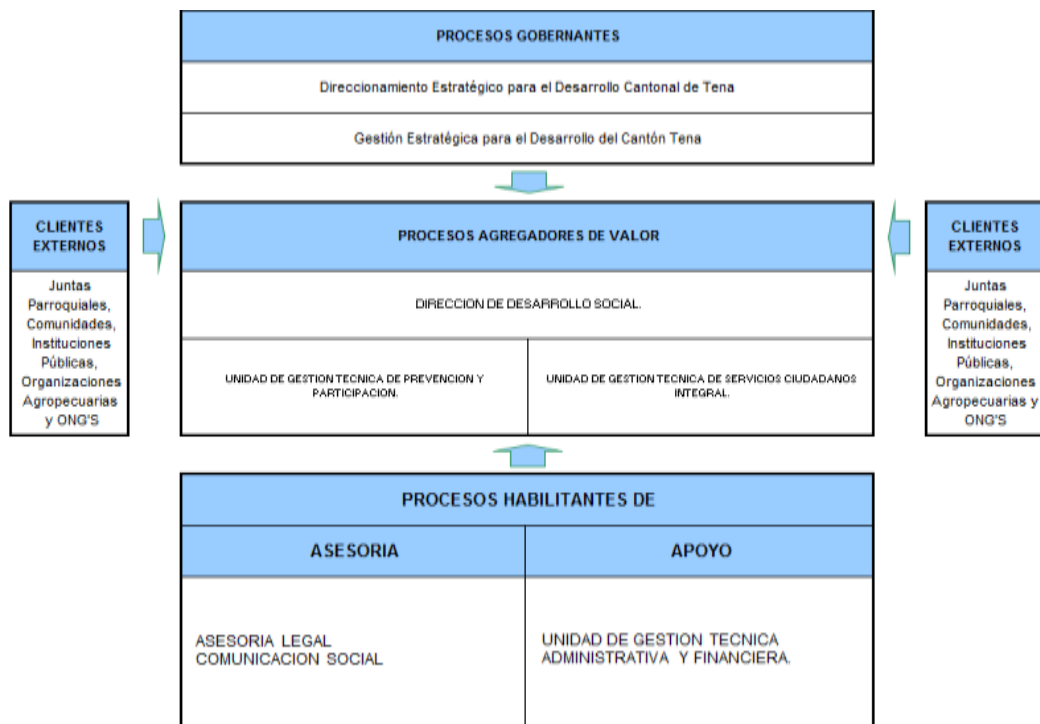 PROCESOS GOBERNANTES
Direccionamiento Estratégico para el Desarrollo Cantonal de Tena
Gestión Estratégica para el Desarrollo del Cantón Tena
CLIENTES
EXTERNOS
Juntas
Parroquiales,
Comunidades,
Instituciones
Públicas,
Organizaciones
Agropecuarias
y ONG'S
PROCESOS AGREGADORES DE VALOR
DIRECCION DE DESARROLLO SOCIAL.
UNIDAD DE GESTION TECNICA DE PREVENCION Y
PARTICIPACION.
UNIDAD DE GESTION TECNICA DE SERVICIOS CIUDADANOS
INTEGRAL.
CLIENTES
EXTERNOS
Juntas
Parroquiales,
Comunidades,
Instituciones
Públicas,
Organizaciones
Agropecuarias y
ONG'S
PROCESOS HABILITANTES DE
ASESORIA
APOYO
ASESORIA LEGAL
COMUNICACION SOCIAL
UNIDAD DE GESTION TECNICA
ADMINISTRATIVA Y FINANCIERA.